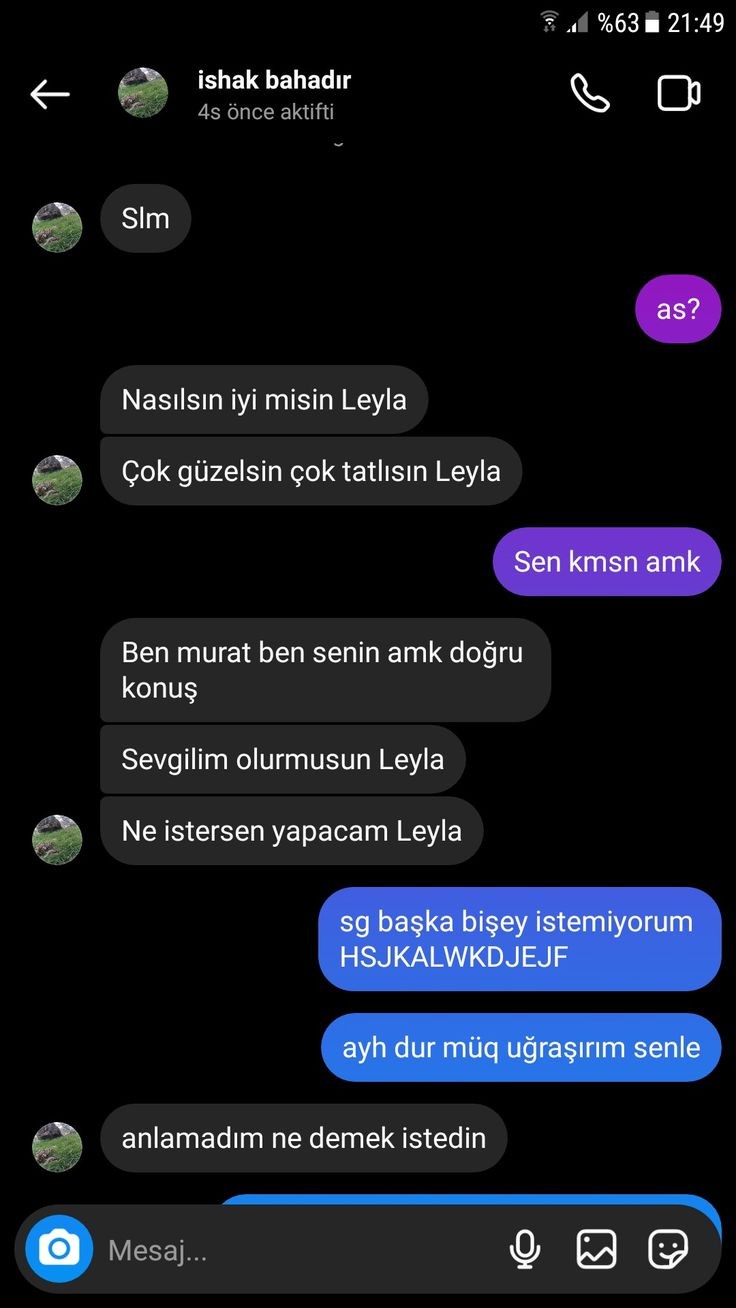 %63 21:49
ishak bahadır
4s önce aktifti
Slm
as?
Nasılsın iyi misin Leyla
Çok güzelsin çok tatlısın Leyla
Sen kmsn amk
Ben murat ben senin amk doğru
konuş
Sevgilim olurmusun Leyla
Ne istersen yapacam Leyla
sg başka bişey istemiyorum
HSJKALWKDJEJF
ayh dur müq uğraşırım senle
anlamadım ne demek istedin
Mesaj...